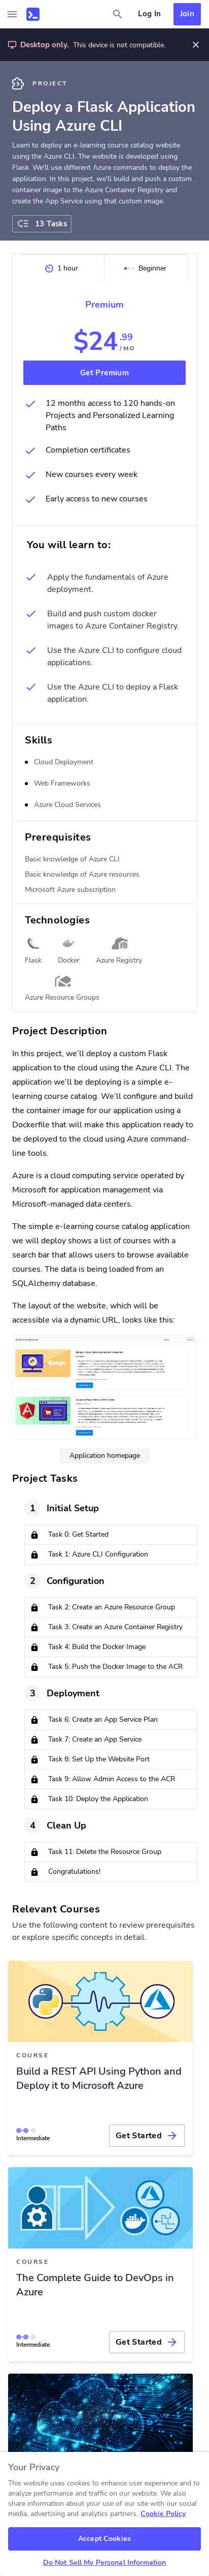 Log In
Join
Desktop only. This device is not compatible.
PROJECT
Deploy a Flask Application
Using Azure CLI
Learn to deploy an e-learning course catalog website
using the Azure CLI. The website is developed using
Flask. We'll use different Azure commands to deploy the
application. In this project, we'll build and push a custom
container image to the Azure Container Registry and
create the App Service using that custom image.
13 Tasks
1 hour
Beginner
Premium
$24.99
/MO
Get Premium
12 months access to 120 hands-on
Projects and Personalized Learning
Paths
Completion certificates
New courses every week
Early access to new courses
You will learn to:
Apply the fundamentals of Azure
deployment.
Build and push custom docker
images to Azure Container Registry.
Use the Azure CLI to configure cloud
applications.
Use the Azure CLI to deploy a Flask
application.
Skills
Cloud Deployment
Web Frameworks
Azure Cloud Services
Prerequisites
Basic knowledge of Azure CLI
Basic knowledge of Azure resources
Microsoft Azure subscription
Technologies
Flask
Docker
Azure Registry
Azure Resource Groups
Project Description
In this project, we'll deploy a custom Flask
application to the cloud using the Azure CLI. The
application we'll be deploying is a simple e-
learning course catalog. We'll configure and build
the container image for our application using a
Dockerfile that will make this application ready to
be deployed to the cloud using Azure command-
line tools.
Azure is a cloud computing service operated by
Microsoft for application management via
Microsoft-managed data centers.
The simple e-learning course catalog application
we will deploy shows a list of courses with a
search bar that allows users to browse available
courses. The data is being loaded from an
SQLAlchemy database.
The layout of the website, which will be
accessible via a dynamic URL, looks like this:
django
Application homepage
Project Tasks
1 Initial Setup
Task 0: Get Started
Task 1: Azure CLI Configuration
2 Configuration
Task 2: Create an Azure Resource Group
Task 3: Create an Azure Container Registry
Task 4: Build the Docker Image
Task 5: Push the Docker Image to the ACR
3 Deployment
Task 6: Create an App Service Plan
Task 7: Create an App Service
Task 8: Set Up the Website Port
Task 9: Allow Admin Access to the ACR
Task 10: Deploy the Application
4 Clean Up
Task 11: Delete the Resource Group
Congratulations!
Relevant Courses
Use the following content to review prerequisites
or explore specific concepts in detail.
COURSE
Build a REST API Using Python and
Deploy it to Microsoft Azure
Intermediate
Get Started
COURSE
The Complete Guide to DevOps in
Azure
Intermediate
Get Started
Your Privacy
This website uses cookies to enhance user experience and to
analyze performance and traffic on our website. We also
share information about your use of our site with our social
media, advertising and analytics partners. Cookie Policy
Accept Cookies
Do Not Sell My Personal Information